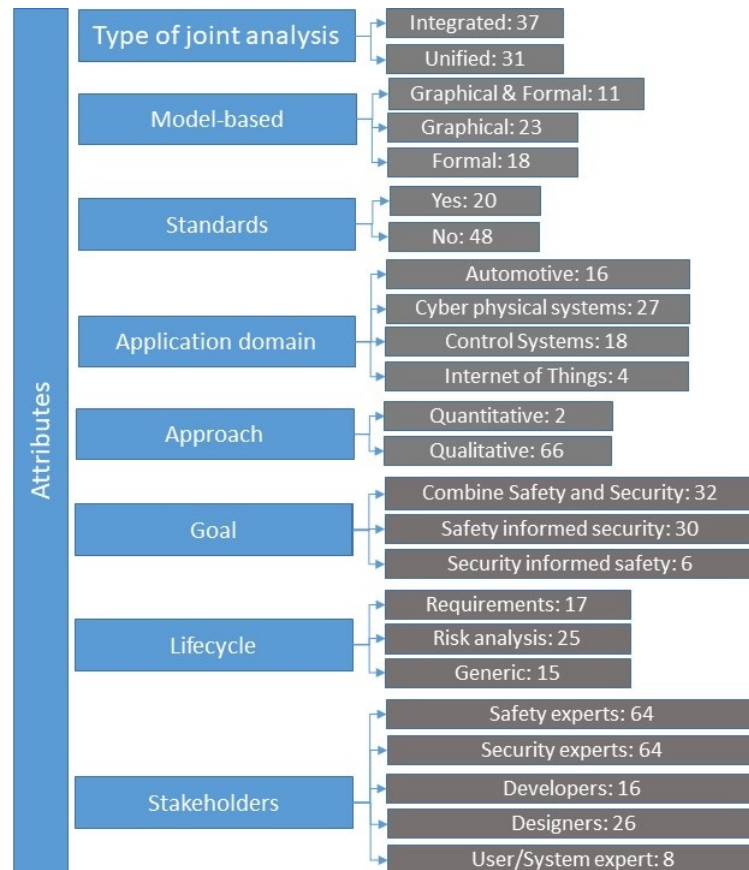 Attributes
Type of joint analysis
Integrated: 37
Unified: 31
Model-based
Graphical & Formal: 11
Graphical: 23
Formal: 18
Standards
Yes: 20
No: 48
Application domain
Automotive: 16
Cyber physical systems: 27
Control Systems: 18
Internet of Things: 4
Approach
Quantitative: 2
Qualitative: 66
Goal
Combine Safety and Security: 32
Safety informed security: 30
Security informed safety: 6
Lifecycle
Requirements: 17
Risk analysis: 25
Generic: 15
Stakeholders
Safety experts: 64
Security experts: 64
Developers: 16
Designers: 26
User/System expert: 8